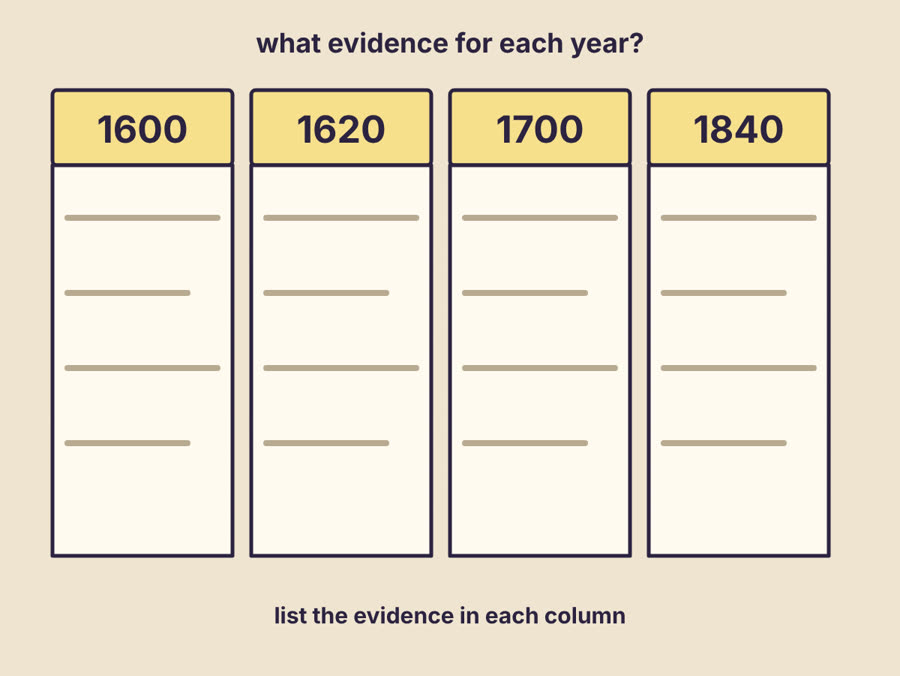 what evidence for each year?
1600 1620 1700 1840
list the evidence in each column